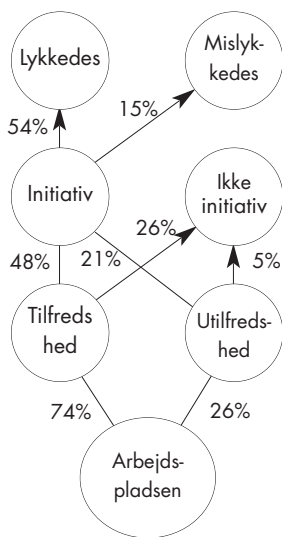 Lykkedes
Mislyk-
kedes
54%
15%
Initiativ
Ikke
initiativ
26%
48%
21%
5%
Tilfreds
hed
Utilfreds-
hed
74%
26%
Arbejds-
pladsen